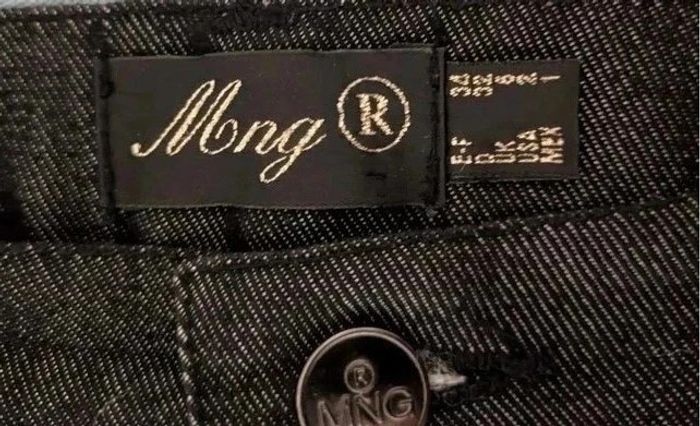 Mng ®
E-F 34
D 32
UK 6
USA 2
MEX 1
®
MNG